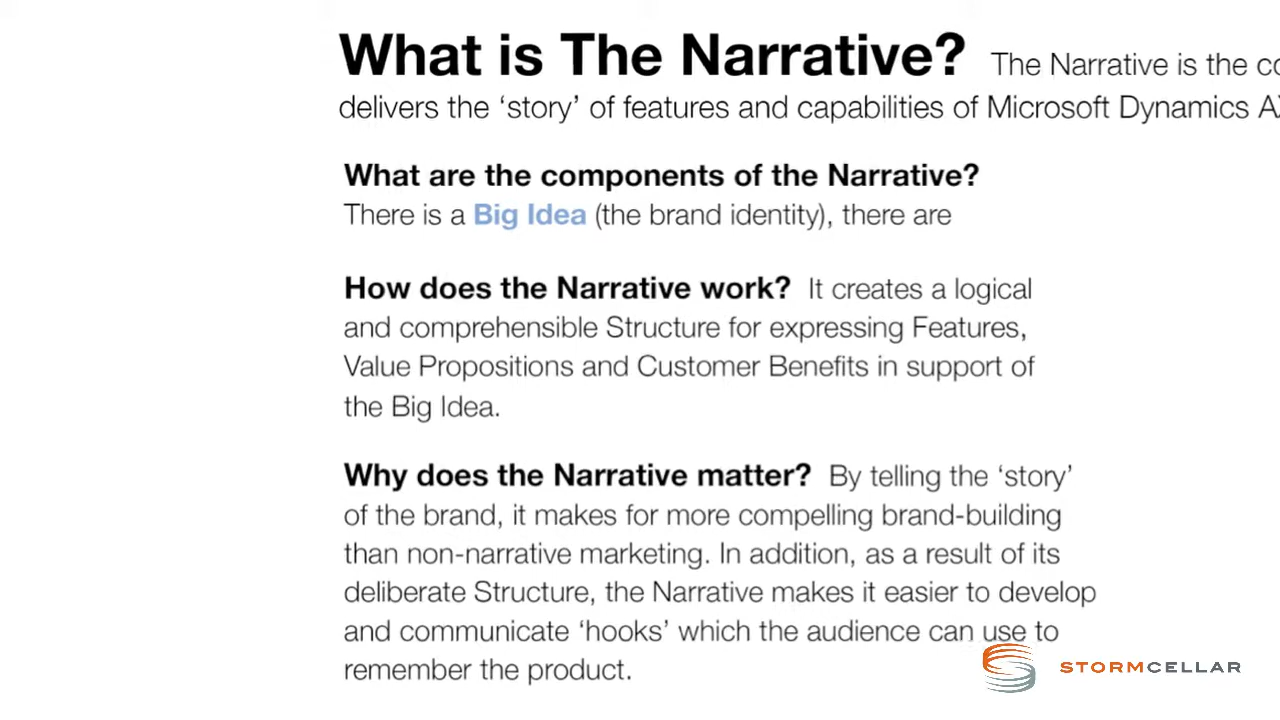 What is The Narrative? The Narrative is the
delivers the ‘story’ of features and capabilities of Microsoft Dynamics AX
What are the components of the Narrative?
There is a Big Idea (the brand identity), there are
How does the Narrative work? It creates a logical
and comprehensible Structure for expressing Features,
Value Propositions and Customer Benefits in support of
the Big Idea.
Why does the Narrative matter? By telling the ‘story’
of the brand, it makes for more compelling brand-building
than non-narrative marketing. In addition, as a result of its
deliberate Structure, the Narrative makes it easier to develop
and communicate ‘hooks’ which the audience can use to
remember the product.
STORMCELLAR